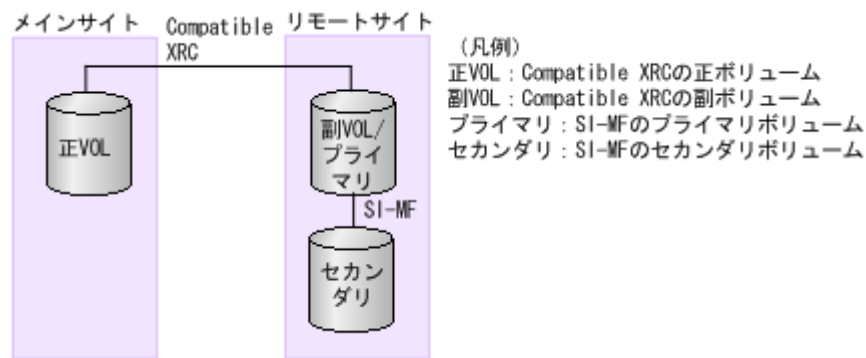 メインサイト
Compatible
XRC
リモートサイト
正VOL
副VOL/
プライ
マリ
SI-MF
セカン
ダリ
(凡例)
正VOL:Compatible XRCの正ボリューム
副VOL:Compatible XRCの副ボリューム
プライマリ:SI-MFのプライマリボリューム
セカンダリ:SI-MFのセカンダリボリューム